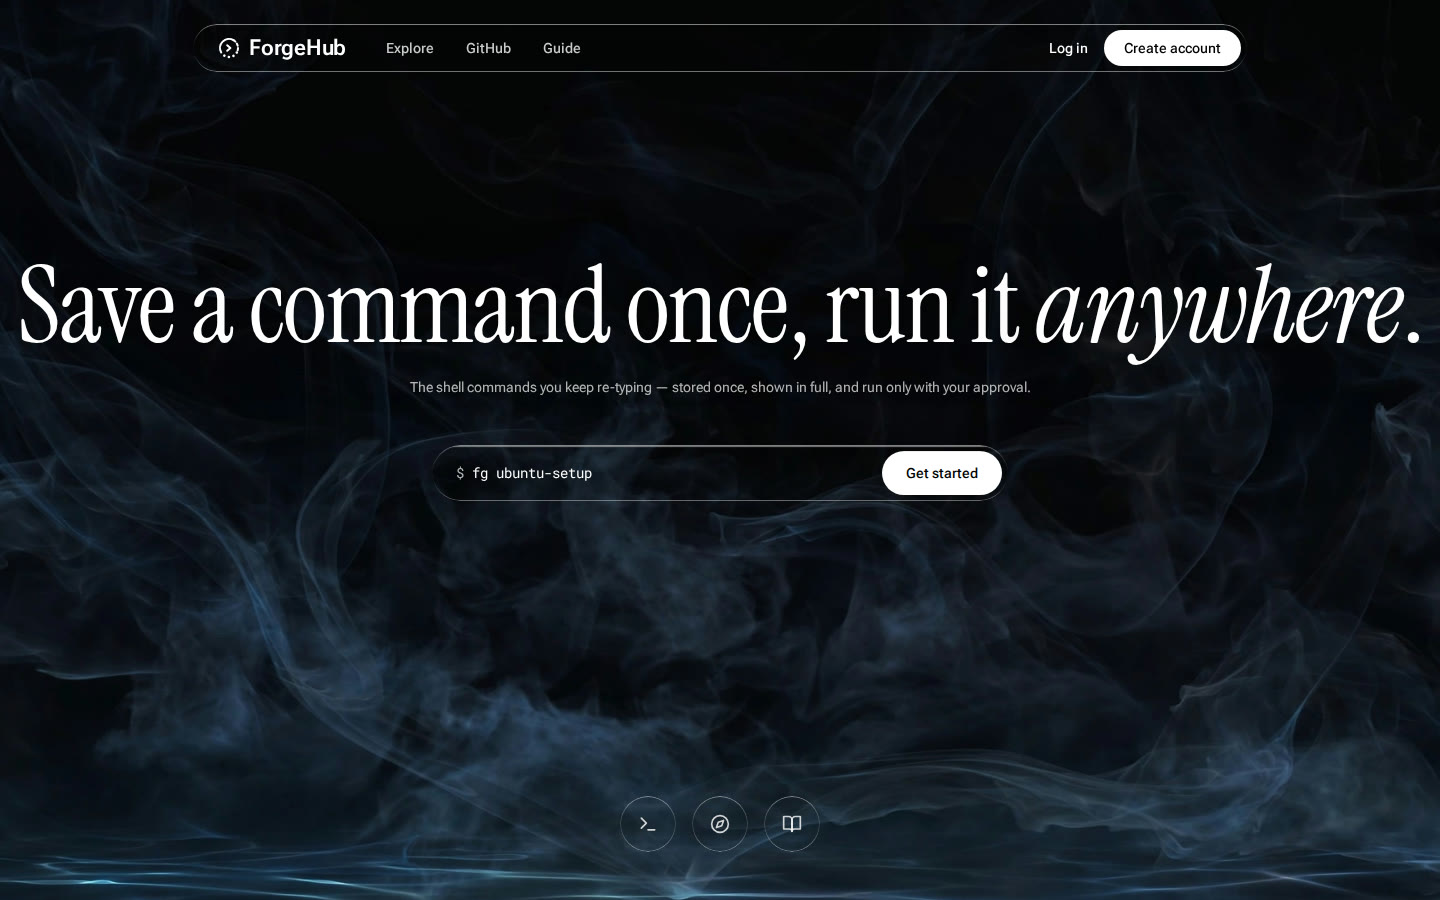 ForgeHub
Explore
GitHub
Guide
Log in
Create account
Save a command once, run it anywhere.
The shell commands you keep re-typing — stored once, shown in full, and run only with your approval.
$ fg ubuntu-setup
Get started